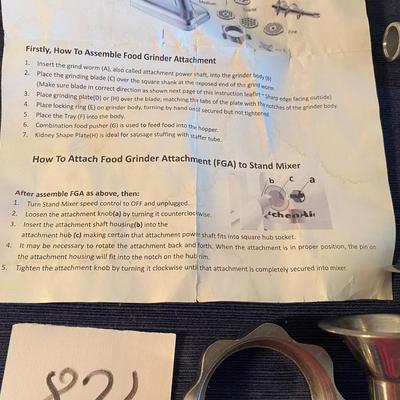 Medium
Coarse
Fine
Firstly, How To Assemble Food Grinder Attachment
1. Insert the grind worm (A), also called attachment power shaft, into the grinder body (B)
2. Place the grinding blade (C) over the square shank at the exposed end of the grind worm.
(Make sure blade in correct direction as shown next page of this instruction leaflet – Sharp edge facing outside)
3. Place grinding plate(D) or (H) over the blade, matching the tabs of the plate with the notches of the grinder body.
4. Place locking ring (E) on grinder body, turning by hand until secured but not tightened.
5. Place the Tray (F) into the body.
6. Combination food pusher (G) is used to feed food into the hopper.
7. Kidney Shape Plate(H) is ideal for sausage stuffing with staffer tube.
How To Attach Food Grinder Attachment (FGA) to Stand Mixer
b c a
chenAi
After assemble FGA as above, then:
1. Turn Stand Mixer speed control to OFF and unplugged.
2. Loosen the attachment knob(a) by turning it counterclockwise.
3. Insert the attachment shaft housing(b) into the
attachment hub (c) making certain that attachment power shaft fits into square hub socket.
4. It may be necessary to rotate the attachment back and forth. When the attachment is in proper position, the pin on
the attachment housing will fit into the notch on the hub rim.
5. Tighten the attachment knob by turning it clockwise until that attachment is completely secured into mixer.